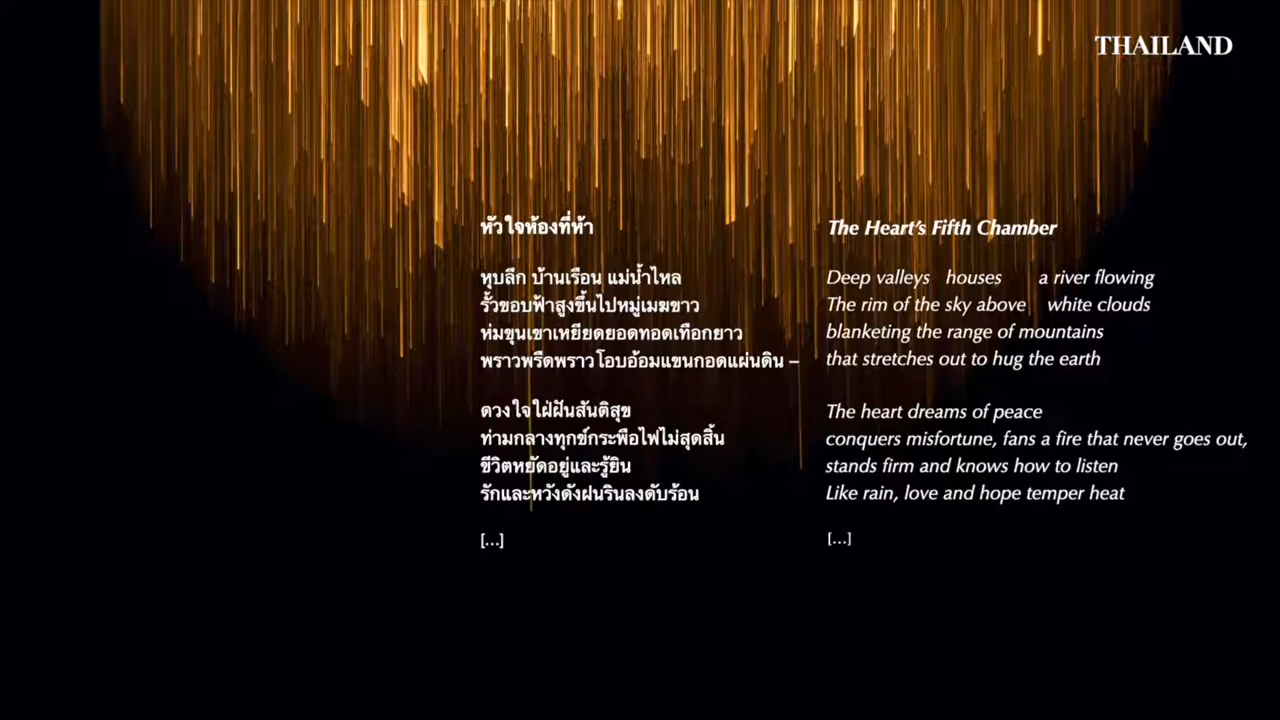 THAILAND
หัวใจห้องที่ห้า
หุบลึก บ้านเรือน แม่น้ำไหล
รั้วขอบฟ้าสูงขึ้นไปหมู่เมฆขาว
ห่มขุนเขาเหยียดยอดทอดเทือกยาว
พราวพรืดพราวโอบอ้อมแขนกอดแผ่นดิน –
ดวงใจใฝ่ฝันสันติสุข
ท่ามกลางทุกข์กระพือไฟไม่สุดสิ้น
ชีวิตหยัดอยู่และรู้ยิน
รักและหวังดังฝนรินลงดับร้อน
[...]
The Heart's Fifth Chamber
Deep valleys houses a river flowing
The rim of the sky above white clouds
blanketing the range of mountains
that stretches out to hug the earth
The heart dreams of peace
conquers misfortune, fans a fire that never goes out,
stands firm and knows how to listen
Like rain, love and hope temper heat
[...]